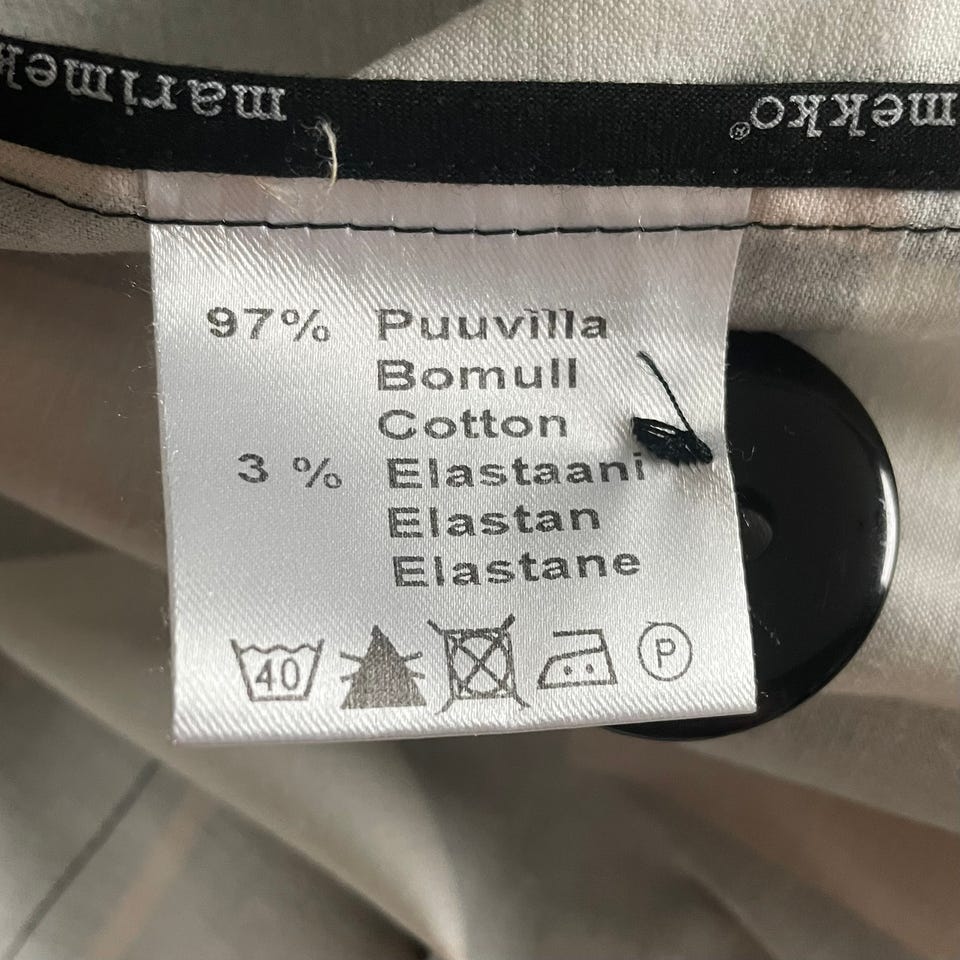 marimek
mekko®
97% Puuvilla
Bomull
Cotton
3 % Elastaani
Elastan
Elastane
40
P